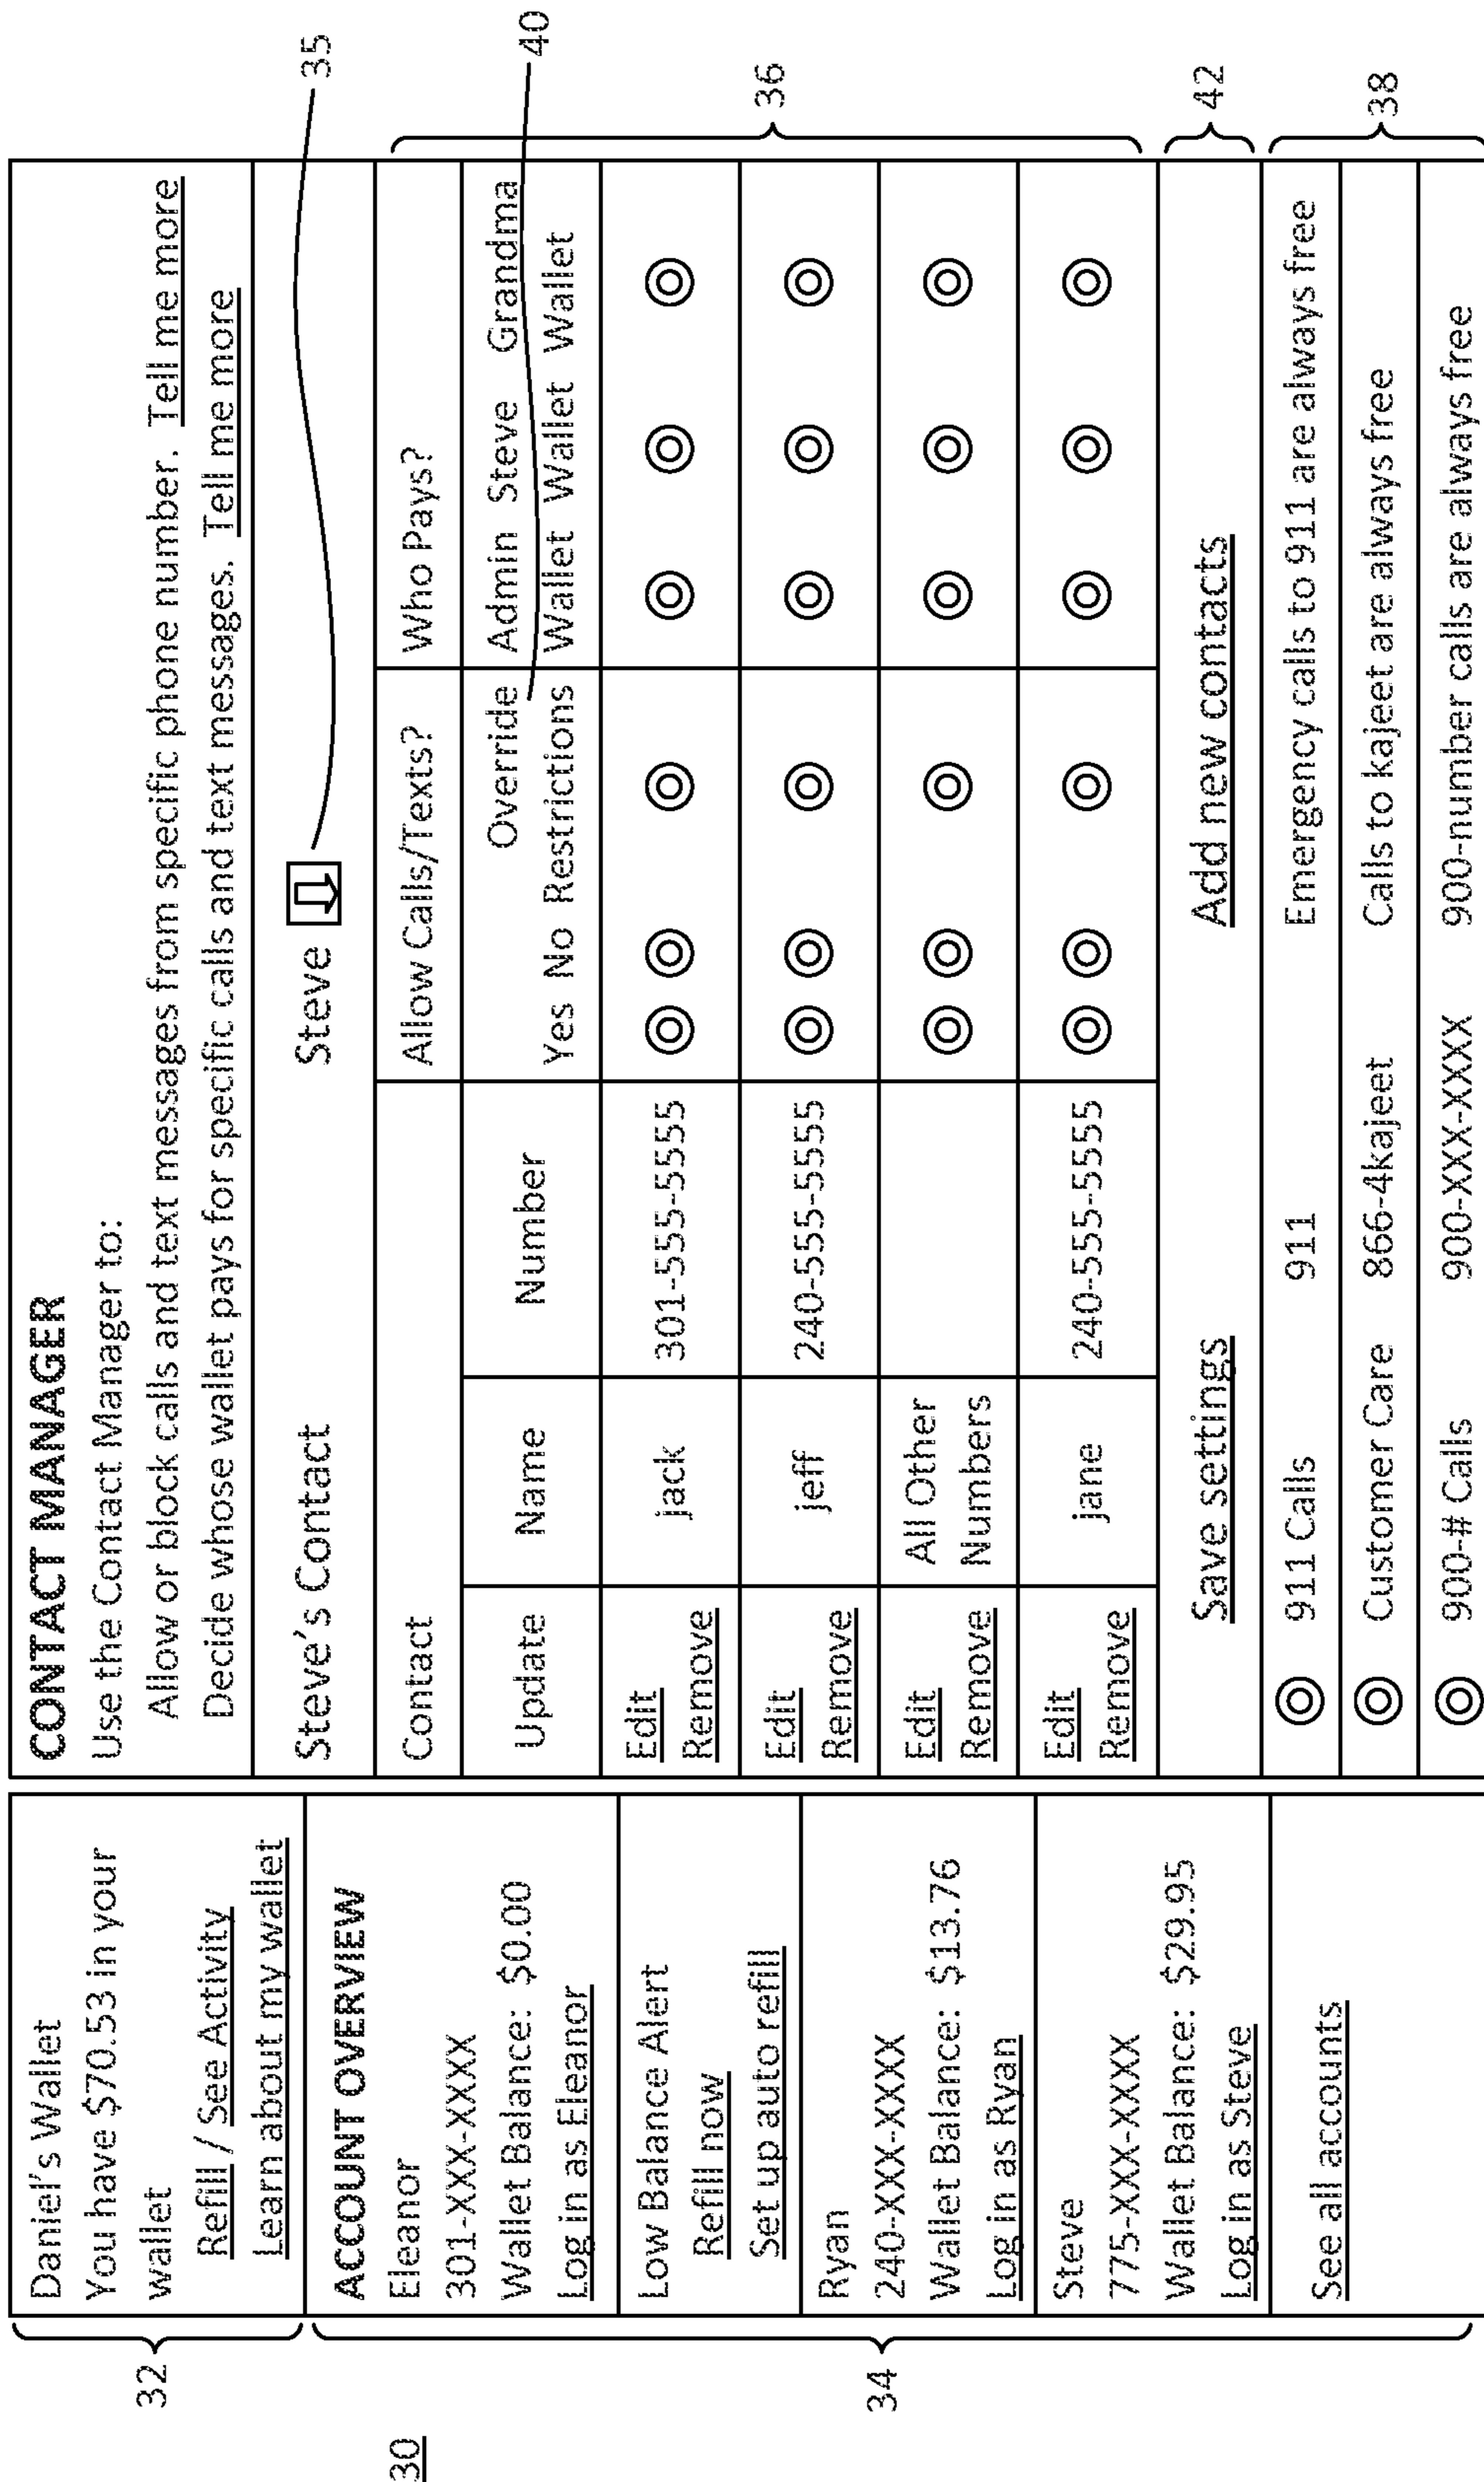 30
32
Daniel's Wallet
You have $70.53 in your
wallet
Refill / See Activity
Learn about my wallet
34
ACCOUNT OVERVIEW
Eleanor
301-XXX-XXXX
Wallet Balance: $0.00
Log in as Eleanor
Low Balance Alert
Refill now
Set up auto refill
Ryan
240-XXX-XXXX
Wallet Balance: $13.76
Log in as Ryan
Steve
775-XXX-XXXX
Wallet Balance: $29.95
Log in as Steve
See all accounts
CONTACT MANAGER
Use the Contact Manager to:
Allow or block calls and text messages from specific phone number. Tell me more
Decide whose wallet pays for specific calls and text messages. Tell me more
Steve's Contact Steve 35
Contact Allow Calls/Texts? Who Pays?
Override Admin Steve Grandma 40
Update Name Number Yes No Restrictions Wallet Wallet Wallet
Edit
Remove jack 301-555-5555
36
Edit
Remove jeff 240-555-5555
Edit All Other
Remove Numbers
Edit
Remove jane 240-555-5555
Save settings Add new contacts 42
911 Calls 911 Emergency calls to 911 are always free
Customer Care 866-4kajeet Calls to kajeet are always free 38
900-# Calls 900-XXX-XXXX 900-number calls are always free